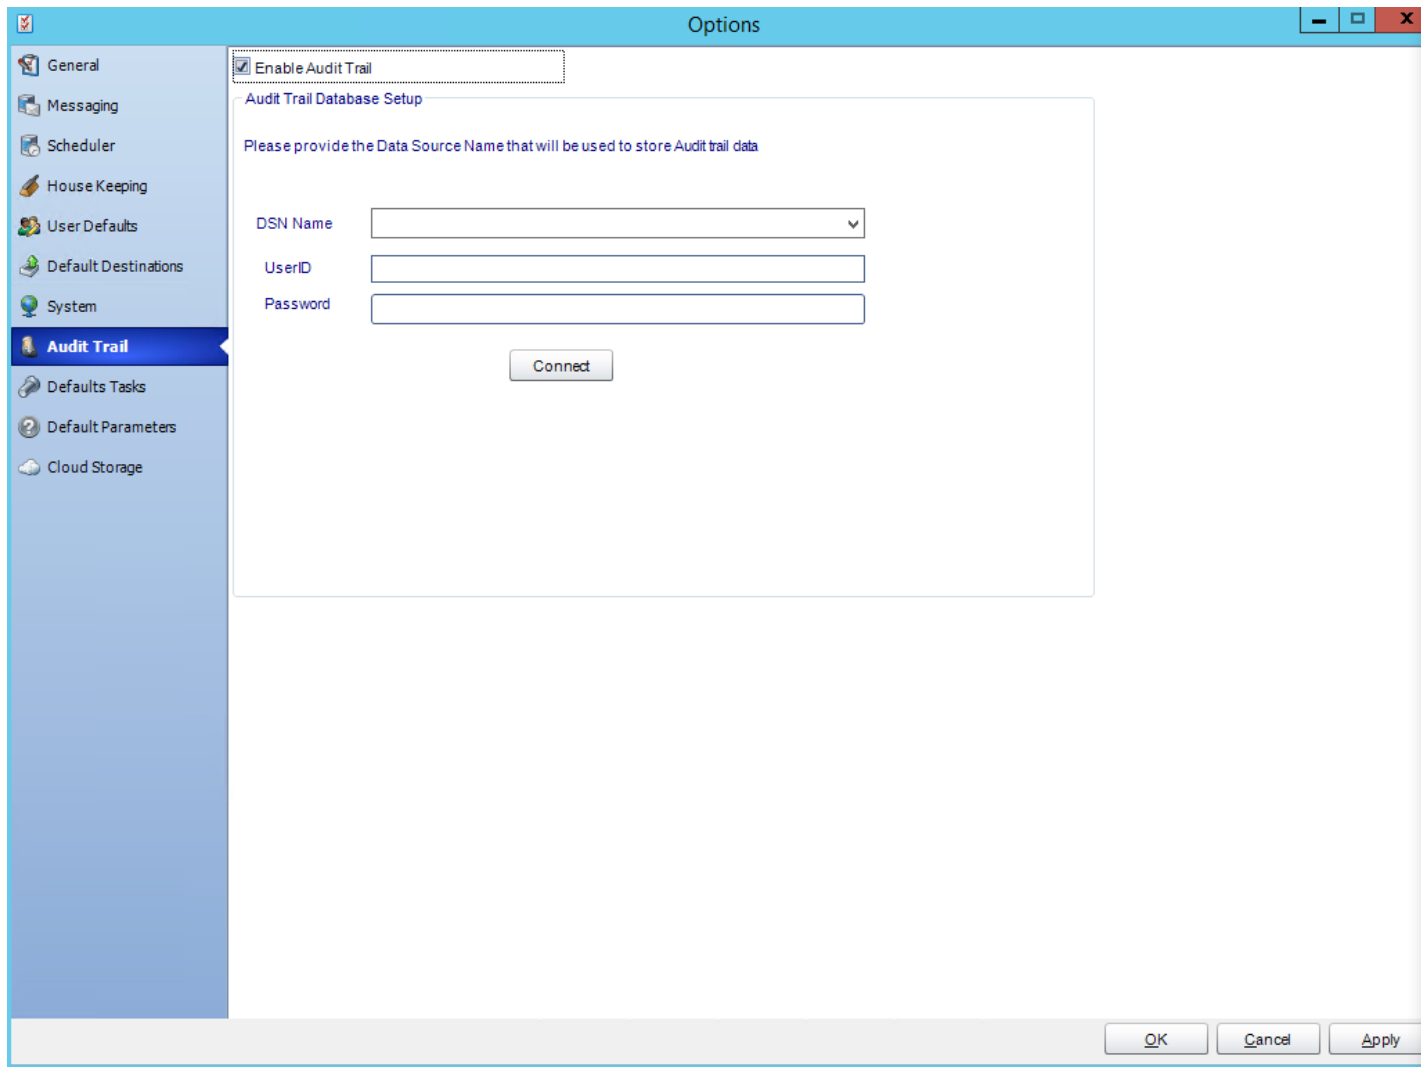 Options
General
Messaging
Scheduler
House Keeping
User Defaults
Default Destinations
System
Audit Trail
Defaults Tasks
Default Parameters
Cloud Storage
Enable Audit Trail
Audit Trail Database Setup
Please provide the Data Source Name that will be used to store Audit trail data
DSN Name
UserID
Password
Connect
OK
Cancel
Apply